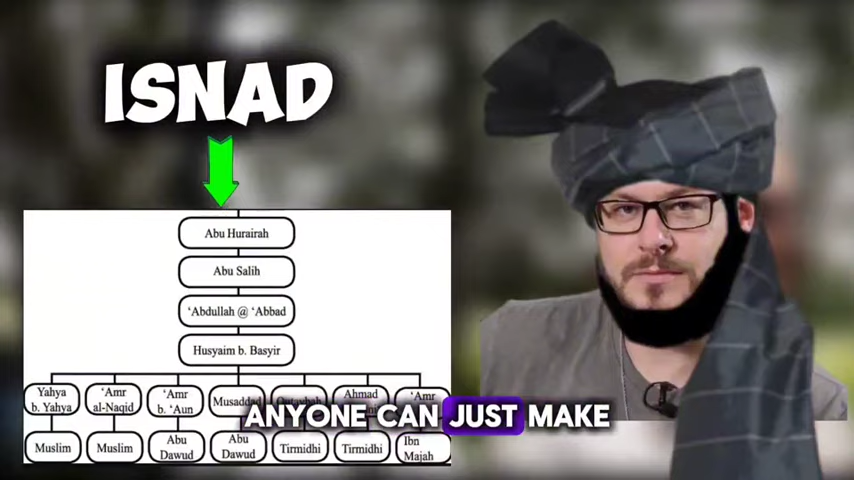 ISNAD
Abu Hurairah
Abu Salih
‘Abdullah @ ‘Abbad
Husyaim b. Basyir
Yahya
b. Yahya
‘Amr
al-Naqid
‘Amr
b. ‘Aun
Musaddad
Qutaybah
Ahmad
‘Amr
ANYONE CAN JUST MAKE
Muslim
Muslim
Abu
Dawud
Abu
Dawud
Tirmidhi
Tirmidhi
Ibn
Majah